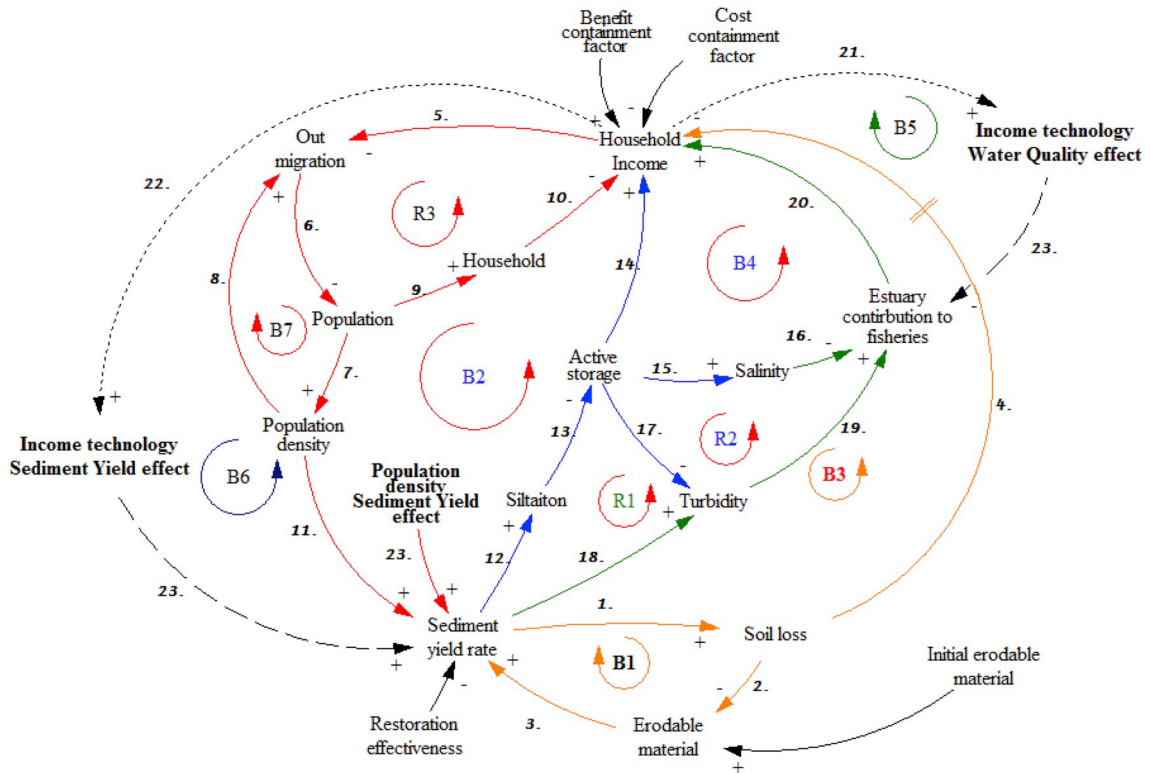 Benefit
containment
factor
Cost
containment
factor
21.
+
-
-
+
+
B5
Income technology
Water Quality effect
5.
Out
migration
-
+
Household
Income
+
-
+
22.
6.
R3
10.
20.
23.
8.
+
Household
9.
B4
14.
-
Population
B7
Estuary
contirbution to
fisheries
-
+
-
16.
7.
B2
Active
storage
15.
+
Salinity
4.
+
+
Population
density
-
13.
17.
-
R2
19.
Income technology
Sediment Yield effect
B6
Population
density
Sediment Yield
effect
Siltaiton
R1
Turbidity
+
B3
11.
+
12.
18.
23.
23.
+
+
Sediment
yield rate
1.
+
Soil loss
+
-
+
B1
-
2.
Initial erodable
material
3.
Restoration
effectiveness
Erodable
material
+